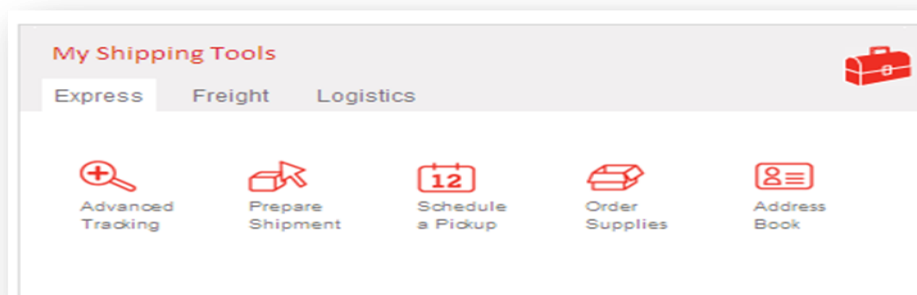 My Shipping Tools
Express Freight Logistics
12
Advanced Prepare Schedule Order Address
Tracking Shipment a Pickup Supplies Book